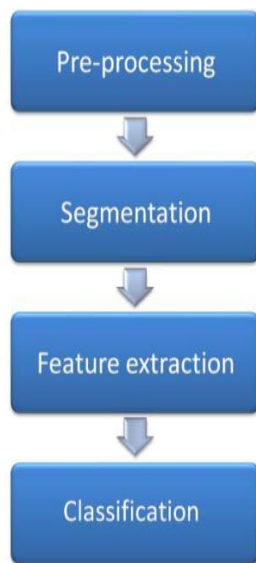 Pre-processing
Segmentation
Feature extraction
Classification